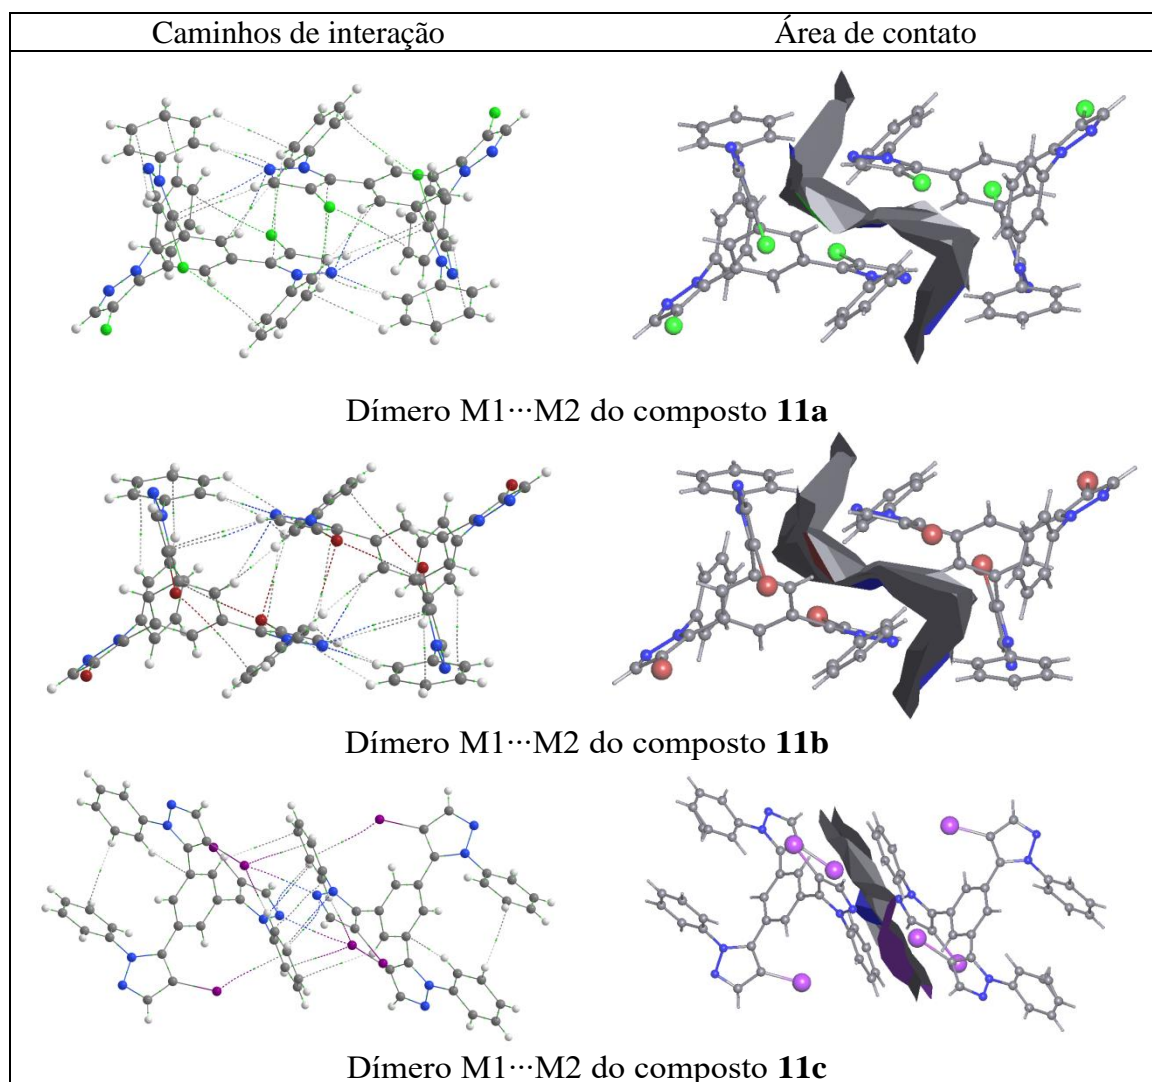 Caminhos de interação
Área de contato
Dímero M1···M2 do composto 11a
Dímero M1···M2 do composto 11b
Dímero M1···M2 do composto 11c